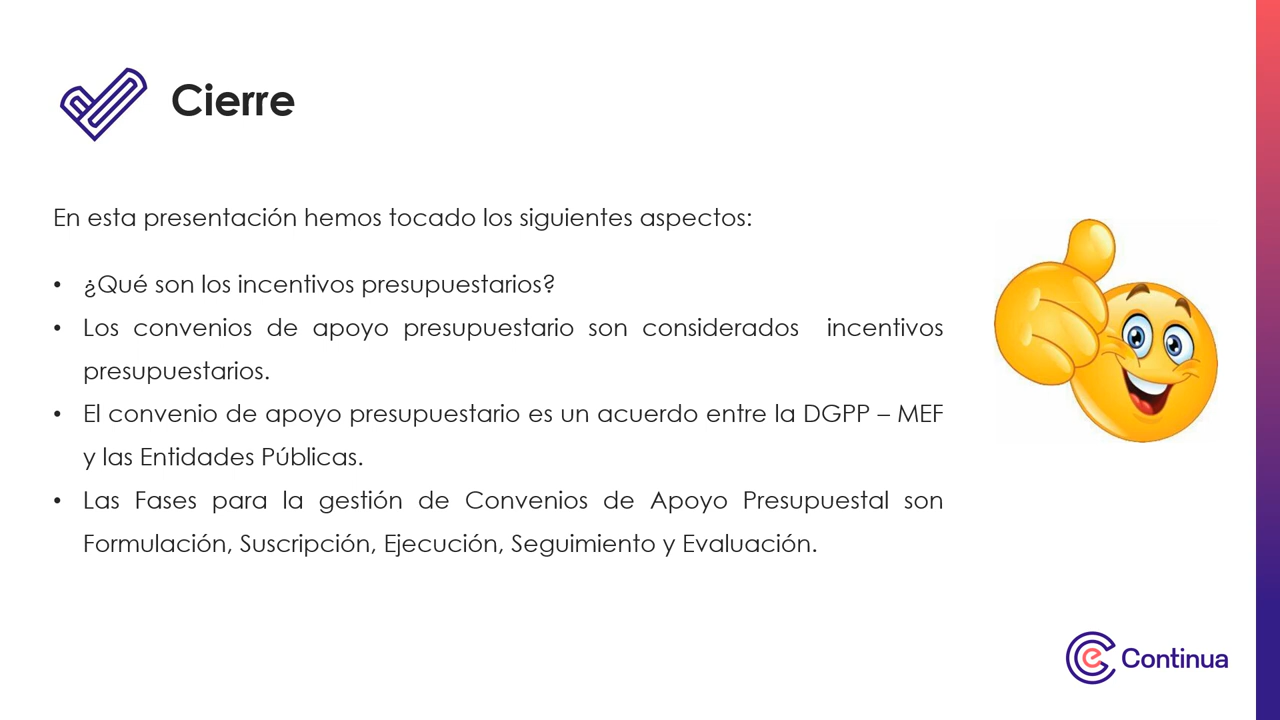 Cierre
En esta presentación hemos tocado los siguientes aspectos:
• ¿Qué son los incentivos presupuestarios?
• Los convenios de apoyo presupuestario son considerados incentivos
presupuestarios.
• El convenio de apoyo presupuestario es un acuerdo entre la DGPP – MEF
y las Entidades Públicas.
• Las Fases para la gestión de Convenios de Apoyo Presupuestal son
Formulación, Suscripción, Ejecución, Seguimiento y Evaluación.
e Continua